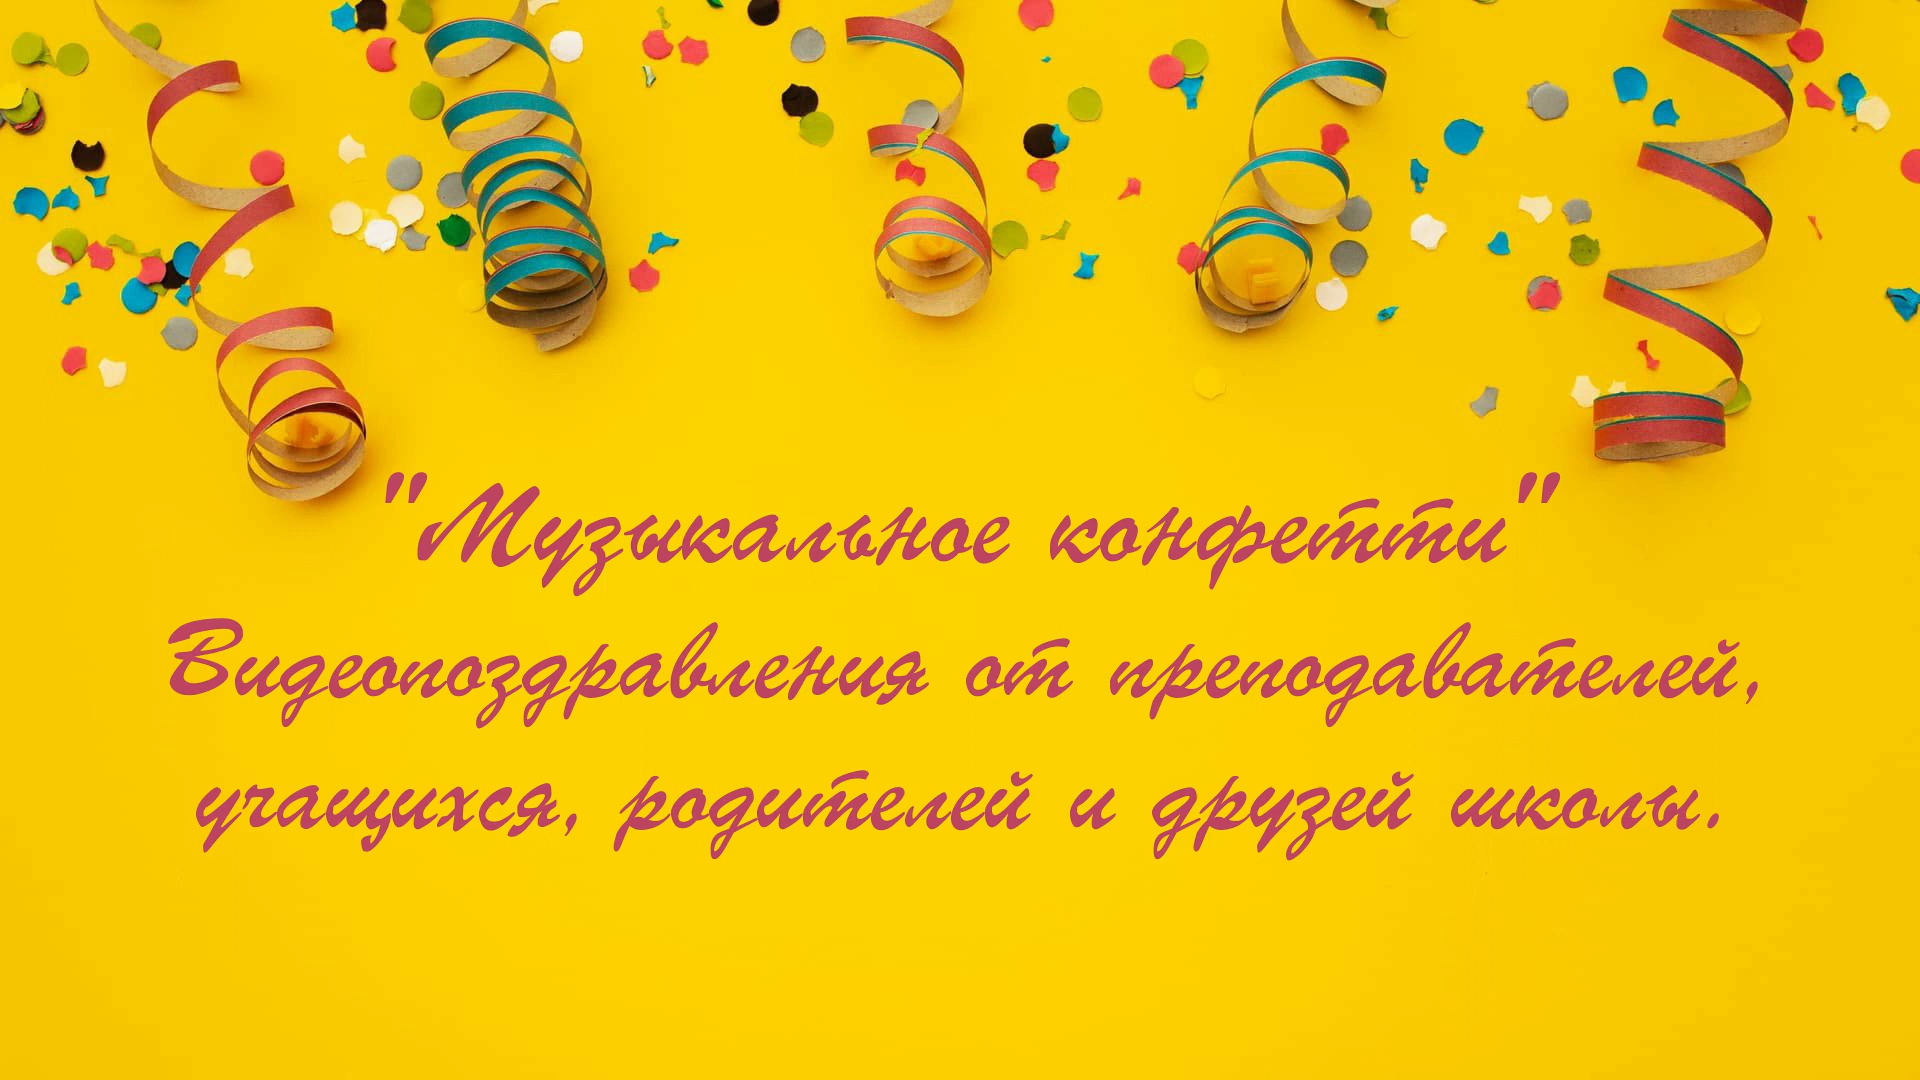 "Музыкальное конфетти"
Видеопоздравления от преподавателей,
учащихся, родителей и друзей школы.